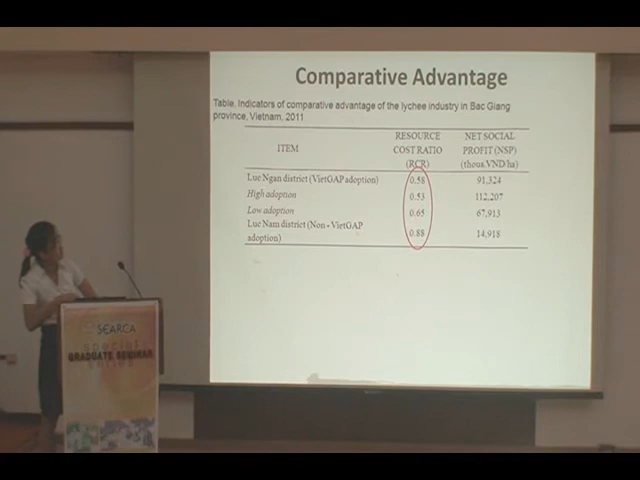 Comparative Advantage
Table. Indicators of comparative advantage of the lychee industry in Bac Giang
province, Vietnam, 2011
ITEM RESOURCE COST RATIO (RCR) NET SOCIAL PROFIT (NSP) (thous.VND ha)
Luc Ngan district (VietGAP adoption) 0.58 91,324
High adoption 0.53 112,207
Low adoption 0.65 67,913
Luc Nam district (Non - VietGAP
adoption) 0.88 14,918
SEARCA
special
GRADUATE SEMINAR
series